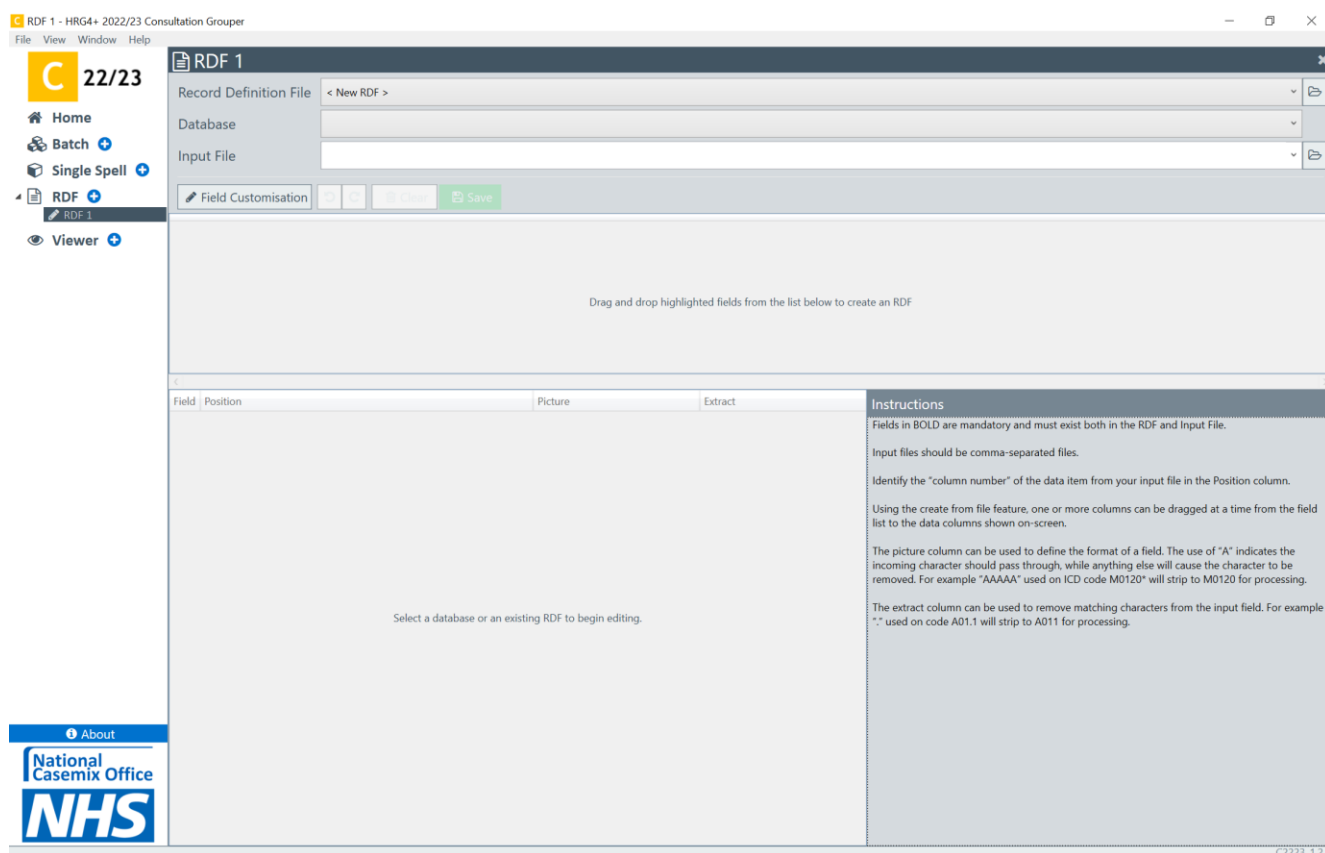 C RDF 1 - HRG4+ 2022/23 Consultation Grouper
File View Window Help
C 22/23
Home
Batch
Single Spell
RDF
RDF 1
Viewer
RDF 1
Record Definition File < New RDF >
Database
Input File
Field Customisation Clear Save
Drag and drop highlighted fields from the list below to create an RDF
Field Position Picture Extract
Select a database or an existing RDF to begin editing.
Instructions
Fields in BOLD are mandatory and must exist both in the RDF and Input File.
Input files should be comma-separated files.
Identify the "column number" of the data item from your input file in the Position column.
Using the create from file feature, one or more columns can be dragged at a time from the field
list to the data columns shown on-screen.
The picture column can be used to define the format of a field. The use of "A" indicates the
incoming character should pass through, while anything else will cause the character to be
removed. For example "AAAAA" used on ICD code M0120* will strip to M0120 for processing.
The extract column can be used to remove matching characters from the input field. For example
"." used on code A01.1 will strip to A011 for processing.
About
National
Casemix Office
NHS